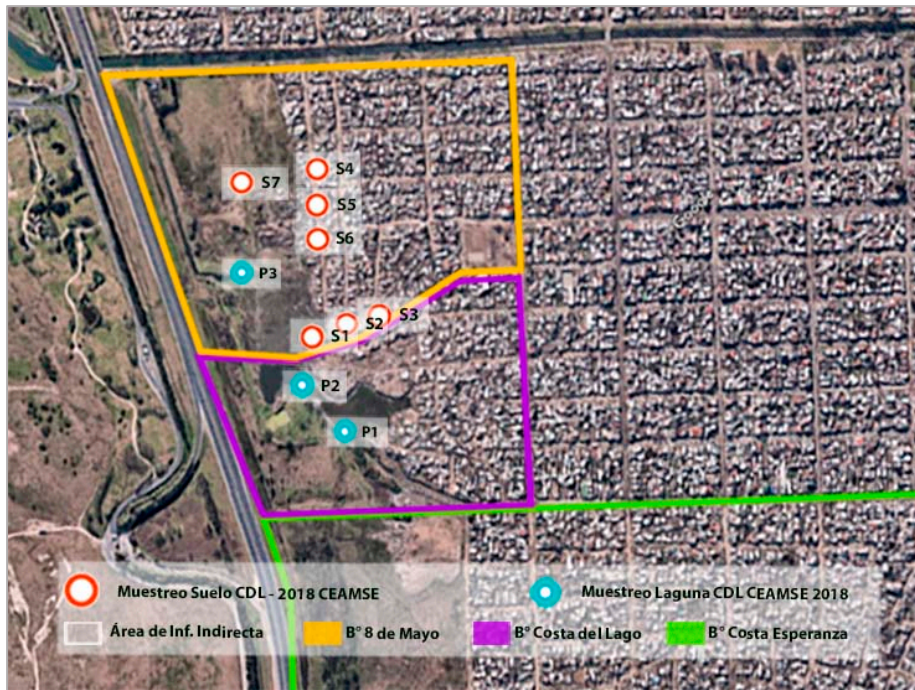 S4
S7
S5
S6
P3
S3
S2
S1
P2
P1
Muestreo Suelo CDL - 2018 CEAMSE
Muestreo Laguna CDL CEAMSE 2018
Área de Inf. Indirecta
B° 8 de Mayo
B° Costa del Lago
B° Costa Esperanza